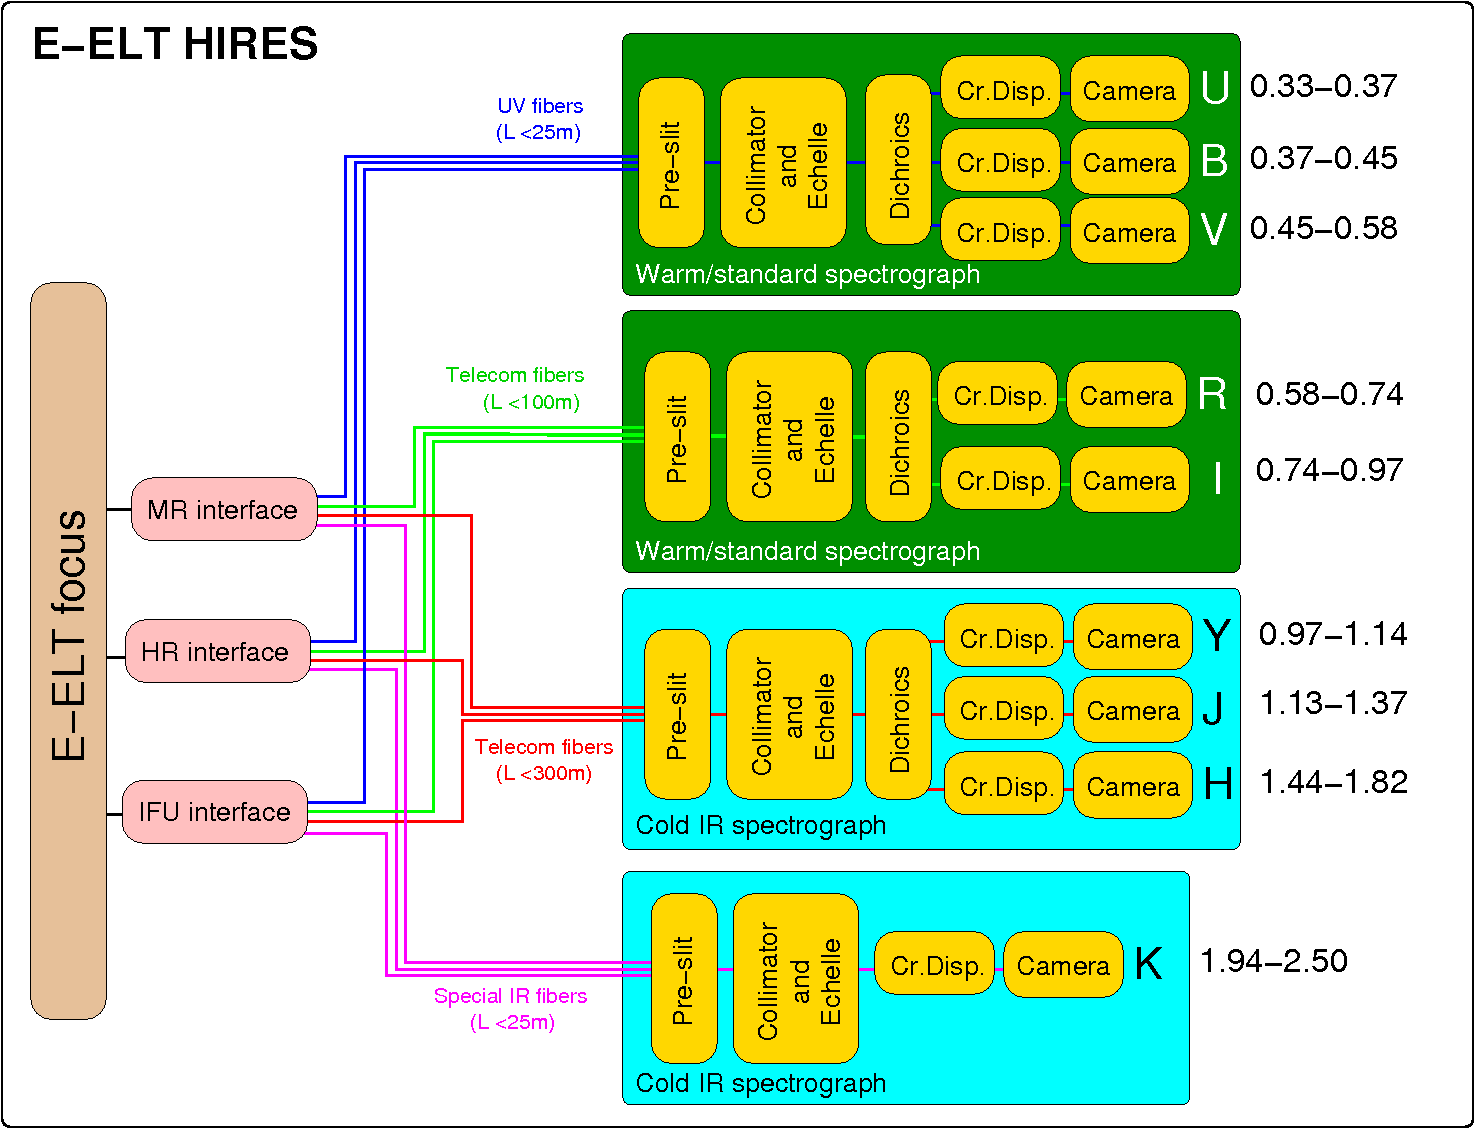 E−ELT HIRES
E−ELT focus
MR interface
HR interface
IFU interface
UV fibers
(L <25m)
Pre−slit
Collimator
and
Echelle
Dichroics
Cr.Disp. Camera U 0.33−0.37
Cr.Disp. Camera B 0.37−0.45
Cr.Disp. Camera V 0.45−0.58
Warm/standard spectrograph
Telecom fibers
(L <100m)
Pre−slit
Collimator
and
Echelle
Dichroics
Cr.Disp. Camera R 0.58−0.74
Cr.Disp. Camera I 0.74−0.97
Warm/standard spectrograph
Telecom fibers
(L <300m)
Pre−slit
Collimator
and
Echelle
Dichroics
Cr.Disp. Camera Y 0.97−1.14
Cr.Disp. Camera J 1.13−1.37
Cr.Disp. Camera H 1.44−1.82
Cold IR spectrograph
Special IR fibers
(L <25m)
Pre−slit
Collimator
and
Echelle
Cr.Disp. Camera K 1.94−2.50
Cold IR spectrograph